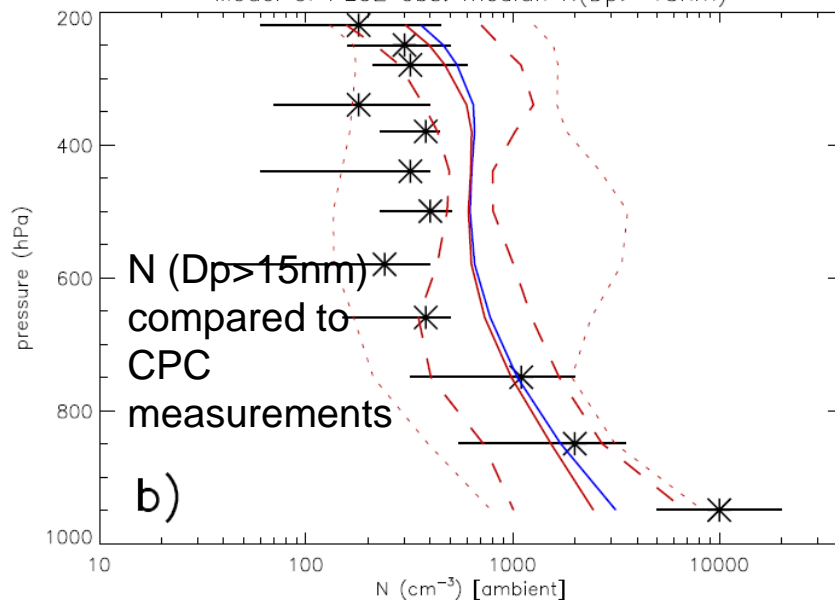 200
400
600
800
1000
pressure (hPa)
N (Dp>15nm)
compared to
CPC
measurements
b)
10
100
1000
10000
N (cm⁻³) [ambient]